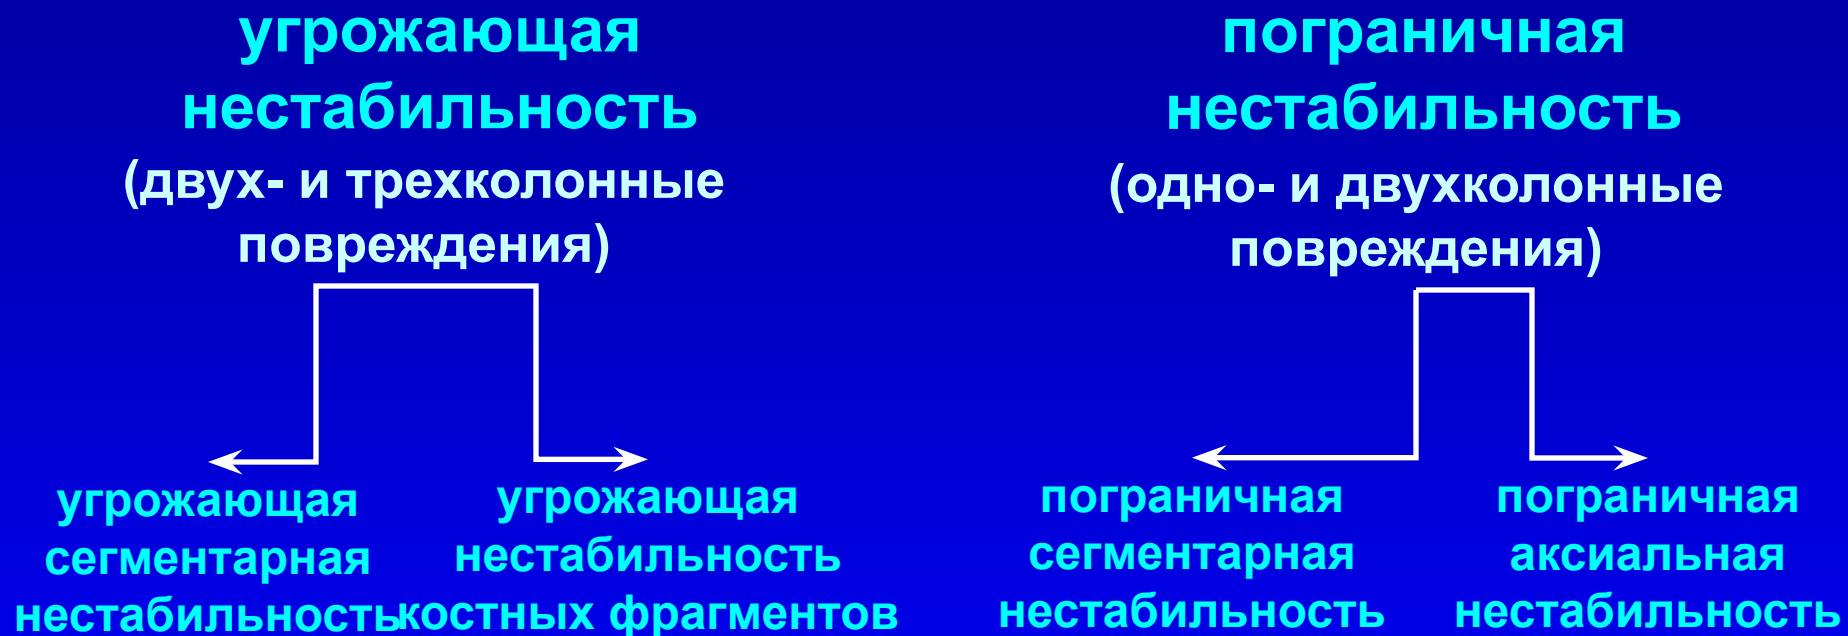 угрожающая
нестабильность
(двух- и трехколонные
повреждения)
угрожающая
сегментарная
нестабильность
угрожающая
нестабильность
костных фрагментов
пограничная
нестабильность
(одно- и двухколонные
повреждения)
пограничная
сегментарная
нестабильность
пограничная
аксиальная
нестабильность